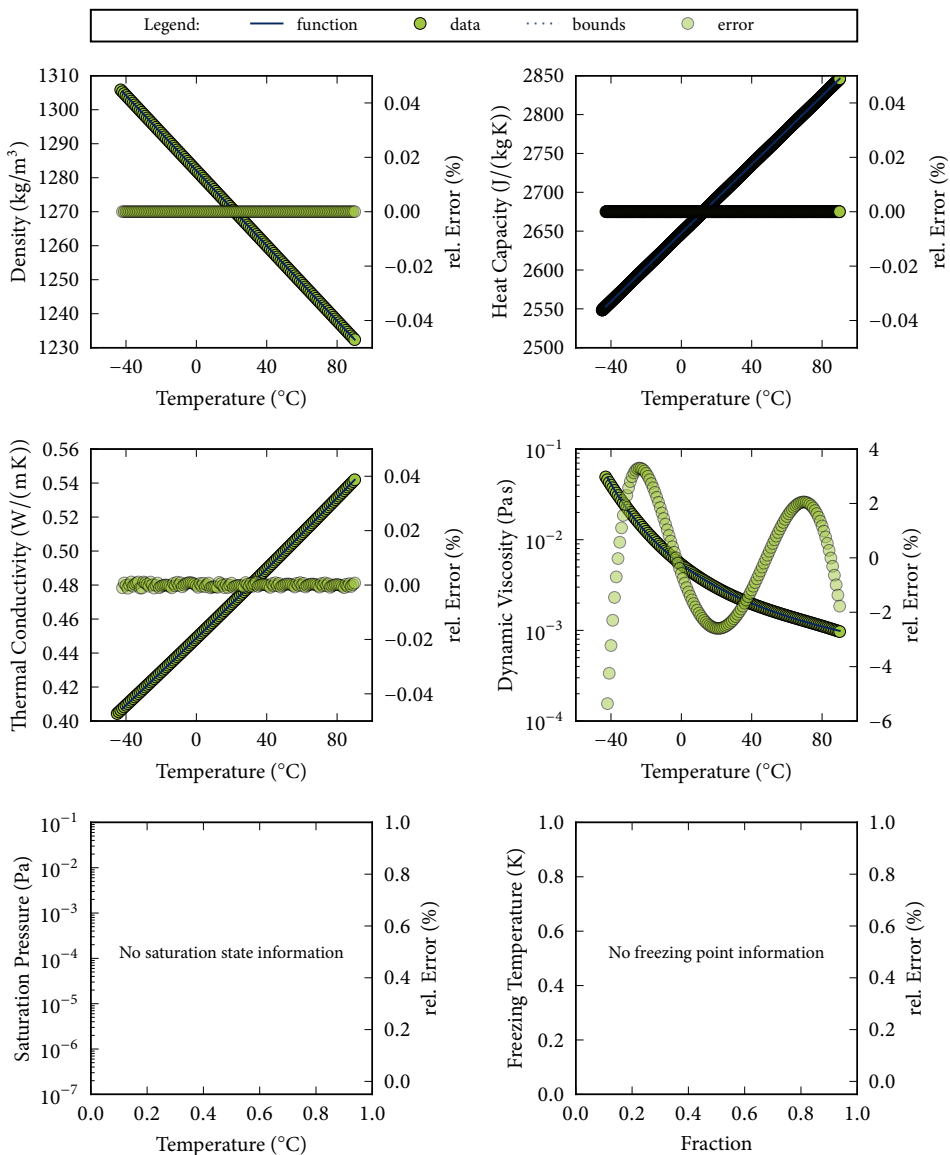 Legend: function data bounds error
1310
1300
1290
1280
1270
1260
1250
1240
1230
Density (kg/m³)
0.04
0.02
0.00
−0.02
−0.04
rel. Error (%)
−40 0 40 80
Temperature (°C)
2850
2800
2750
2700
2650
2600
2550
2500
Heat Capacity (J/(kg K))
0.04
0.02
0.00
−0.02
−0.04
rel. Error (%)
−40 0 40 80
Temperature (°C)
0.56
0.54
0.52
0.50
0.48
0.46
0.44
0.42
0.40
Thermal Conductivity (W/(m K))
0.04
0.02
0.00
−0.02
−0.04
rel. Error (%)
−40 0 40 80
Temperature (°C)
10⁻¹
10⁻²
10⁻³
10⁻⁴
Dynamic Viscosity (Pa s)
4
2
0
−2
−4
−6
rel. Error (%)
−40 0 40 80
Temperature (°C)
10⁻¹
10⁻²
10⁻³
10⁻⁴
10⁻⁵
10⁻⁶
10⁻⁷
Saturation Pressure (Pa)
No saturation state information
1.0
0.8
0.6
0.4
0.2
0.0
rel. Error (%)
0.0 0.2 0.4 0.6 0.8 1.0
Temperature (°C)
1.0
0.8
0.6
0.4
0.2
0.0
Freezing Temperature (K)
No freezing point information
1.0
0.8
0.6
0.4
0.2
0.0
rel. Error (%)
0.0 0.2 0.4 0.6 0.8 1.0
Fraction